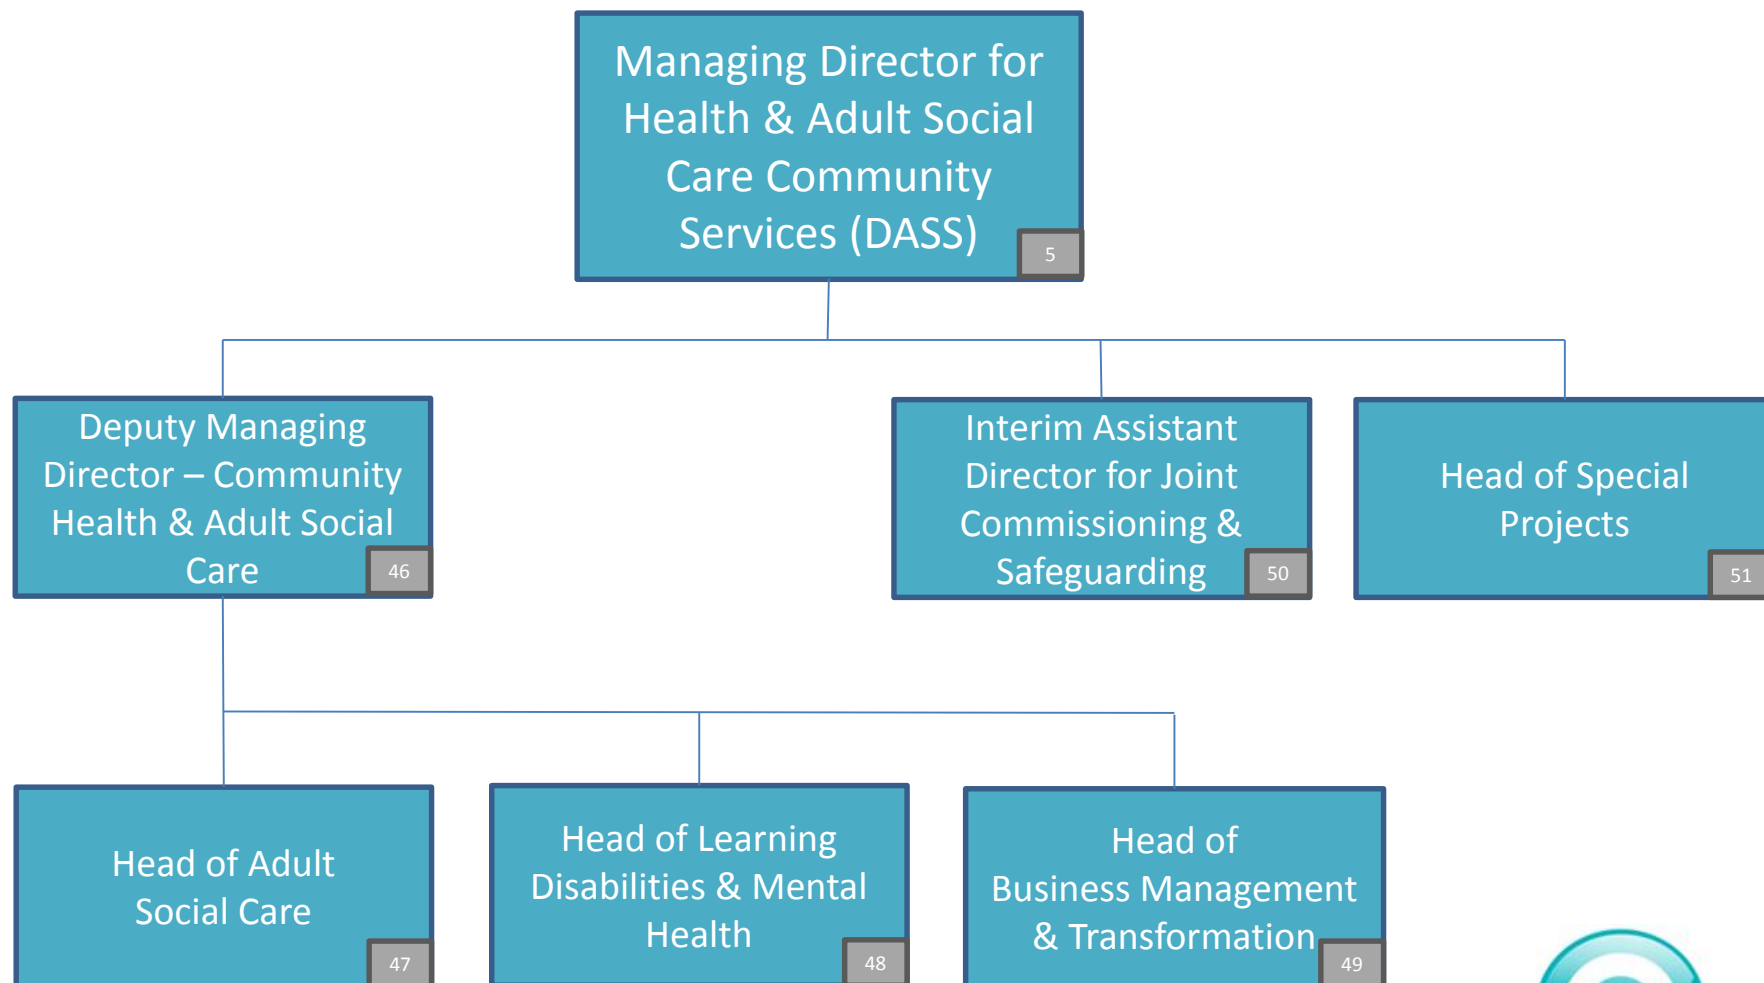 Managing Director for
Health & Adult Social
Care Community
Services (DASS)
5
Deputy Managing
Director – Community
Health & Adult Social
Care
46
Interim Assistant
Director for Joint
Commissioning &
Safeguarding
50
Head of Special
Projects
51
Head of Adult
Social Care
47
Head of Learning
Disabilities & Mental
Health
48
Head of
Business Management
& Transformation
49